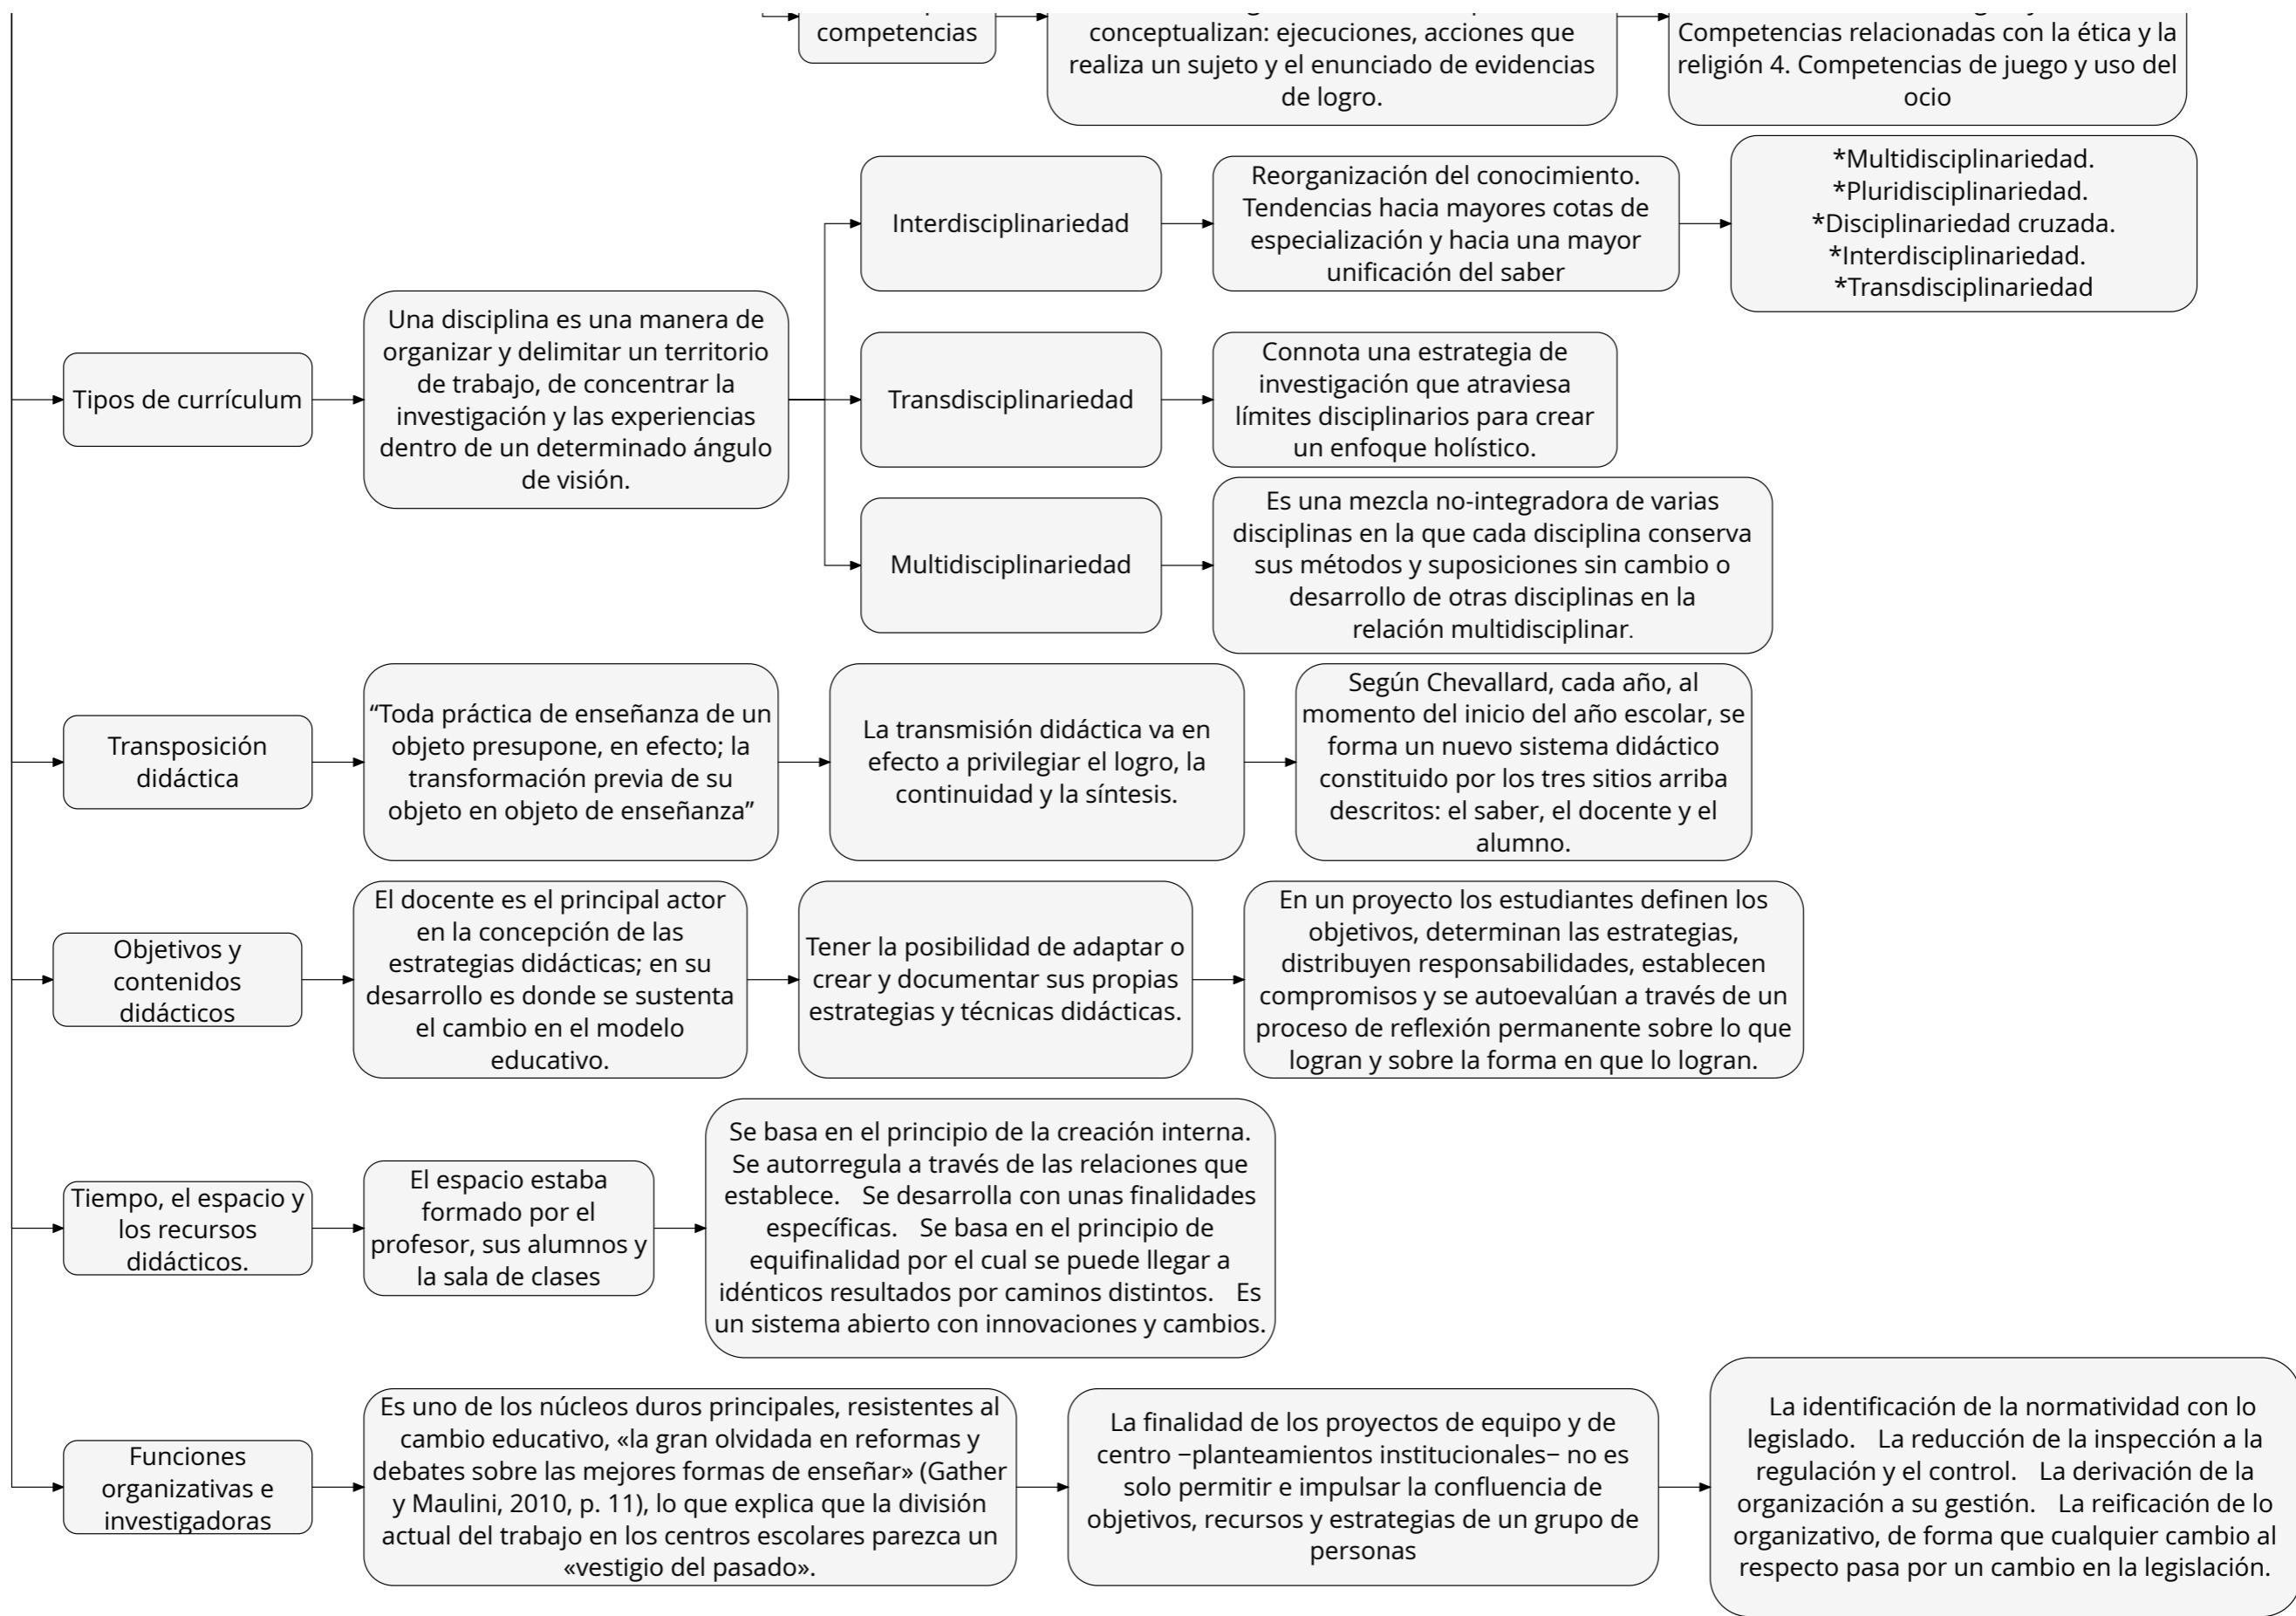 competencias
conceptualizan: ejecuciones, acciones que
realiza un sujeto y el enunciado de evidencias
de logro.
Competencias relacionadas con la ética y la
religión 4. Competencias de juego y uso del
ocio
Tipos de currículum
Una disciplina es una manera de
organizar y delimitar un territorio
de trabajo, de concentrar la
investigación y las experiencias
dentro de un determinado ángulo
de visión.
Interdisciplinariedad
Reorganización del conocimiento.
Tendencias hacia mayores cotas de
especialización y hacia una mayor
unificación del saber
*Multidisciplinariedad.
*Pluridisciplinariedad.
*Disciplinariedad cruzada.
*Interdisciplinariedad.
*Transdisciplinariedad
Transdisciplinariedad
Connota una estrategia de
investigación que atraviesa
límites disciplinarios para crear
un enfoque holístico.
Multidisciplinariedad
Es una mezcla no-integradora de varias
disciplinas en la que cada disciplina conserva
sus métodos y suposiciones sin cambio o
desarrollo de otras disciplinas en la
relación multidisciplinar.
Transposición
didáctica
“Toda práctica de enseñanza de un
objeto presupone, en efecto; la
transformación previa de su
objeto en objeto de enseñanza”
La transmisión didáctica va en
efecto a privilegiar el logro, la
continuidad y la síntesis.
Según Chevallard, cada año, al
momento del inicio del año escolar, se
forma un nuevo sistema didáctico
constituido por los tres sitios arriba
descritos: el saber, el docente y el
alumno.
Objetivos y
contenidos
didácticos
El docente es el principal actor
en la concepción de las
estrategias didácticas; en su
desarrollo es donde se sustenta
el cambio en el modelo
educativo.
Tener la posibilidad de adaptar o
crear y documentar sus propias
estrategias y técnicas didácticas.
En un proyecto los estudiantes definen los
objetivos, determinan las estrategias,
distribuyen responsabilidades, establecen
compromisos y se autoevalúan a través de un
proceso de reflexión permanente sobre lo que
logran y sobre la forma en que lo logran.
Tiempo, el espacio y
los recursos
didácticos.
El espacio estaba
formado por el
profesor, sus alumnos y
la sala de clases
Se basa en el principio de la creación interna.
Se autorregula a través de las relaciones que
establece. Se desarrolla con unas finalidades
específicas. Se basa en el principio de
equifinalidad por el cual se puede llegar a
idénticos resultados por caminos distintos. Es
un sistema abierto con innovaciones y cambios.
Funciones
organizativas e
investigadoras
Es uno de los núcleos duros principales, resistentes al
cambio educativo, «la gran olvidada en reformas y
debates sobre las mejores formas de enseñar» (Gather
y Maulini, 2010, p. 11), lo que explica que la división
actual del trabajo en los centros escolares parezca un
«vestigio del pasado».
La finalidad de los proyectos de equipo y de
centro −planteamientos institucionales− no es
solo permitir e impulsar la confluencia de
objetivos, recursos y estrategias de un grupo de
personas
La identificación de la normatividad con lo
legislado. La reducción de la inspección a la
regulación y el control. La derivación de la
organización a su gestión. La reificación de lo
organizativo, de forma que cualquier cambio al
respecto pasa por un cambio en la legislación.